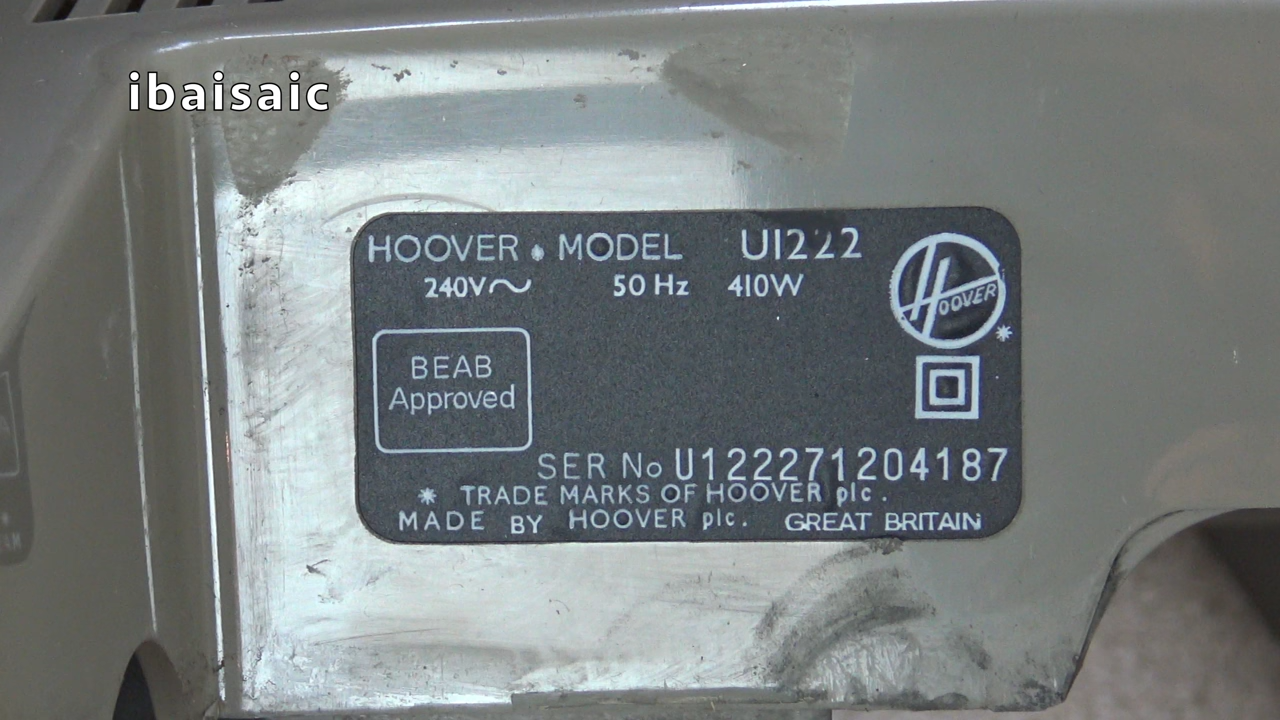 ibaisaic
HOOVER • MODEL U1222
240V~ 50 Hz 410W
HOOVER *
BEAB
Approved
SER No U122271204187
* TRADE MARKS OF HOOVER plc.
MADE BY HOOVER plc. GREAT BRITAIN